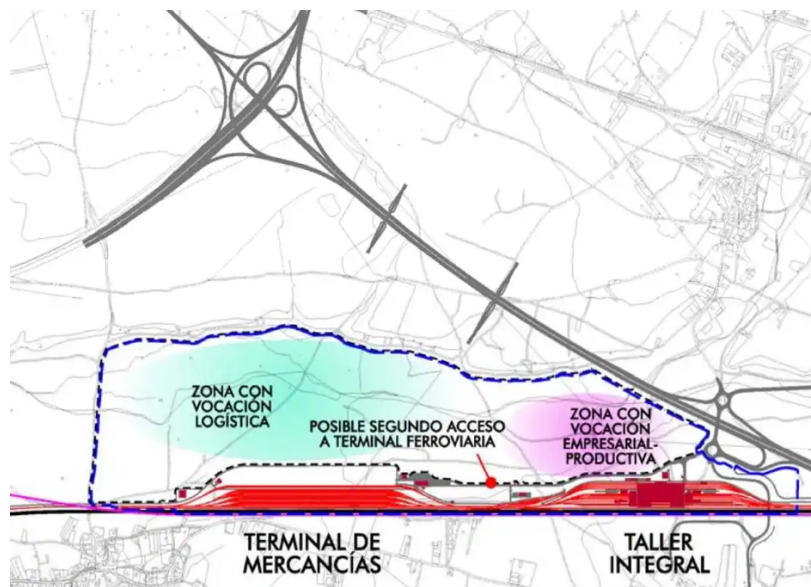 ZONA CON
VOCACIÓN
LOGÍSTICA
POSIBLE SEGUNDO ACCESO
A TERMINAL FERROVIARIA
ZONA CON
VOCACIÓN
EMPRESARIAL-
PRODUCTIVA
TERMINAL DE
MERCANCÍAS
TALLER
INTEGRAL